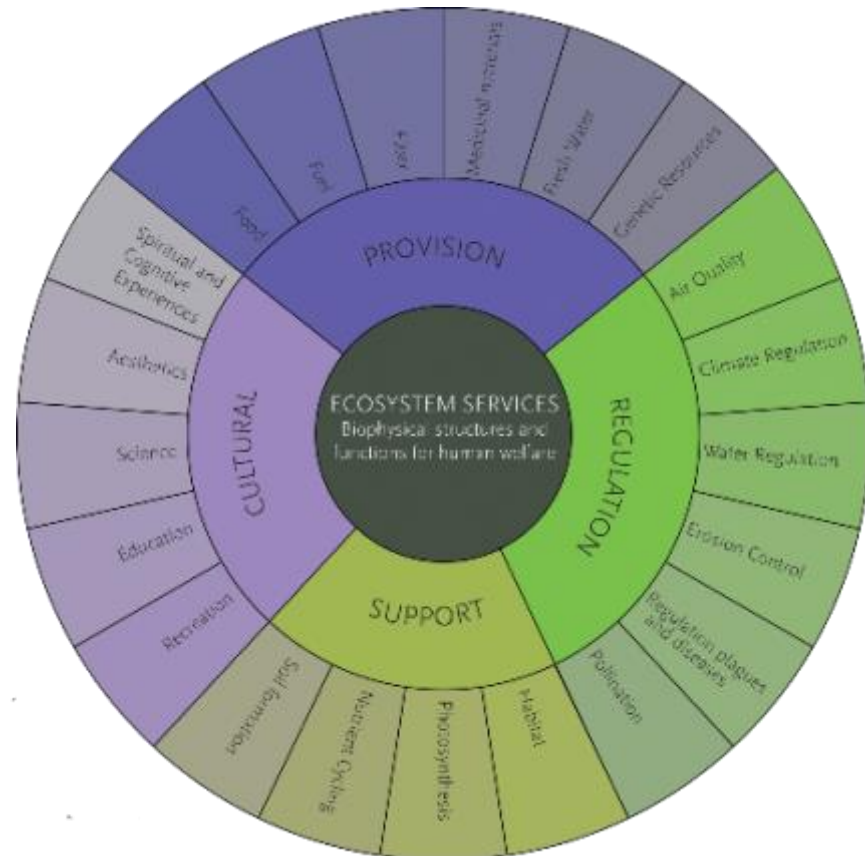 ECOSYSTEM SERVICES
Biophysical structures and
functions for human welfare
PROVISION
Food
Fuel
Fiber
Medicinal materials
Fresh Water
Genetic Resources
REGULATION
Air Quality
Climate Regulation
Water Regulation
Erosion Control
Regulation plagues
and diseases
Pollination
SUPPORT
Habitat
Photosynthesis
Nutrient Cycling
Soil formation
CULTURAL
Recreation
Education
Science
Aesthetics
Spiritual and
Cognitive
Experiences